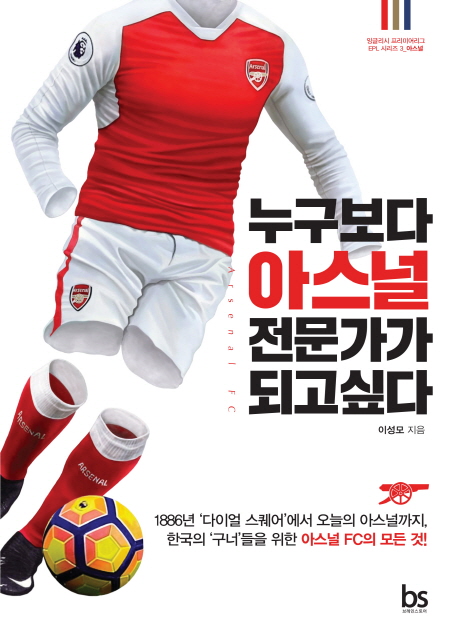 잉글리시 프리미어리그
EPL 시리즈 3_아스널
Arsenal
누구보다
아스널
전문가가
되고싶다
Arsenal FC
이성모 지음
ARSENAL
ARSENAL
1886년 '다이얼 스퀘어'에서 오늘의 아스널까지,
한국의 '구너'들을 위한 아스널 FC의 모든 것!
bs
브레인스토어